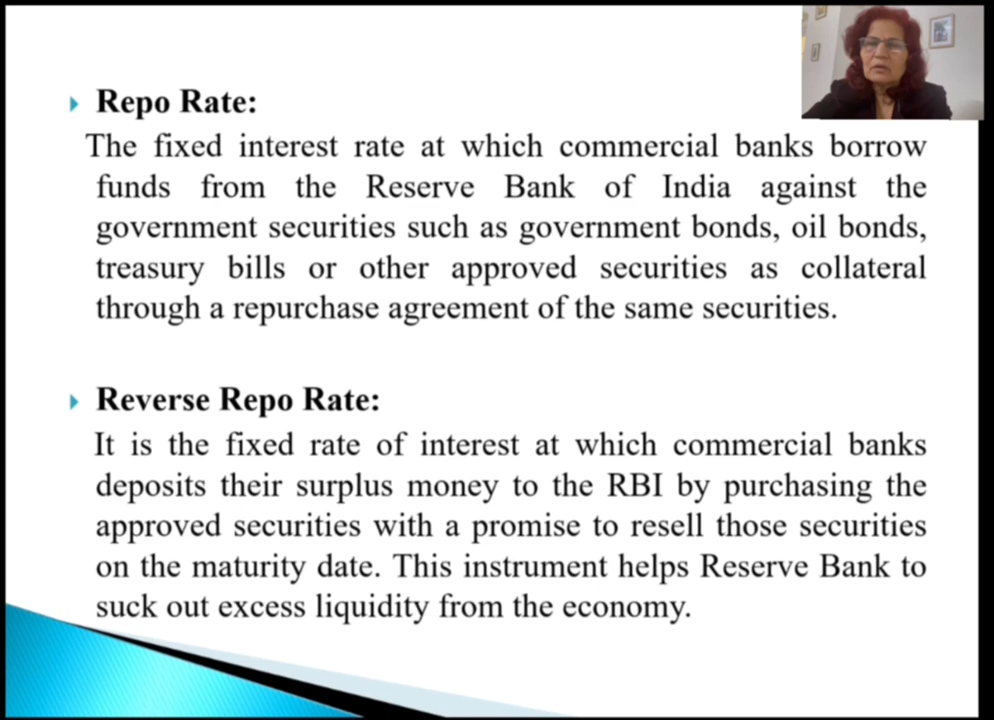 Repo Rate:
The fixed interest rate at which commercial banks borrow
funds from the Reserve Bank of India against the
government securities such as government bonds, oil bonds,
treasury bills or other approved securities as collateral
through a repurchase agreement of the same securities.
Reverse Repo Rate:
It is the fixed rate of interest at which commercial banks
deposits their surplus money to the RBI by purchasing the
approved securities with a promise to resell those securities
on the maturity date. This instrument helps Reserve Bank to
suck out excess liquidity from the economy.